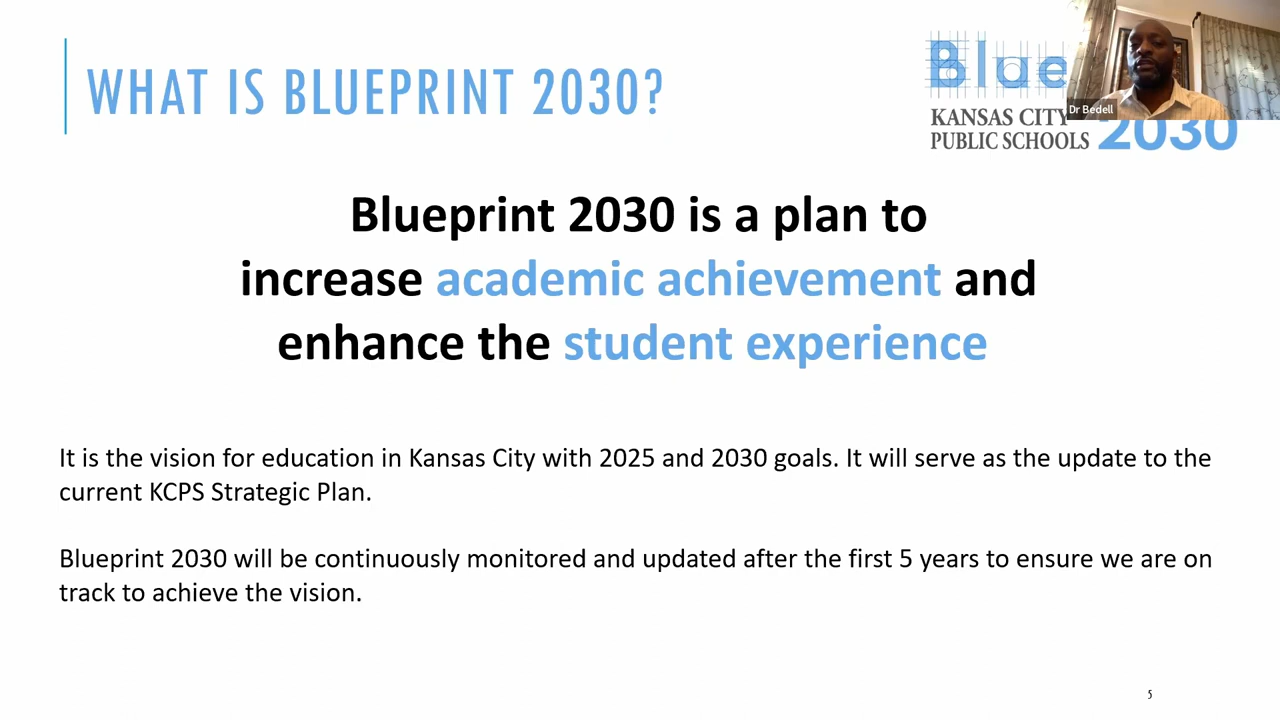 WHAT IS BLUEPRINT 2030?
Blue
KANSAS CITY
PUBLIC SCHOOLS 2030
Dr Bedell
Blueprint 2030 is a plan to
increase academic achievement and
enhance the student experience
It is the vision for education in Kansas City with 2025 and 2030 goals. It will serve as the update to the
current KCPS Strategic Plan.
Blueprint 2030 will be continuously monitored and updated after the first 5 years to ensure we are on
track to achieve the vision.
5